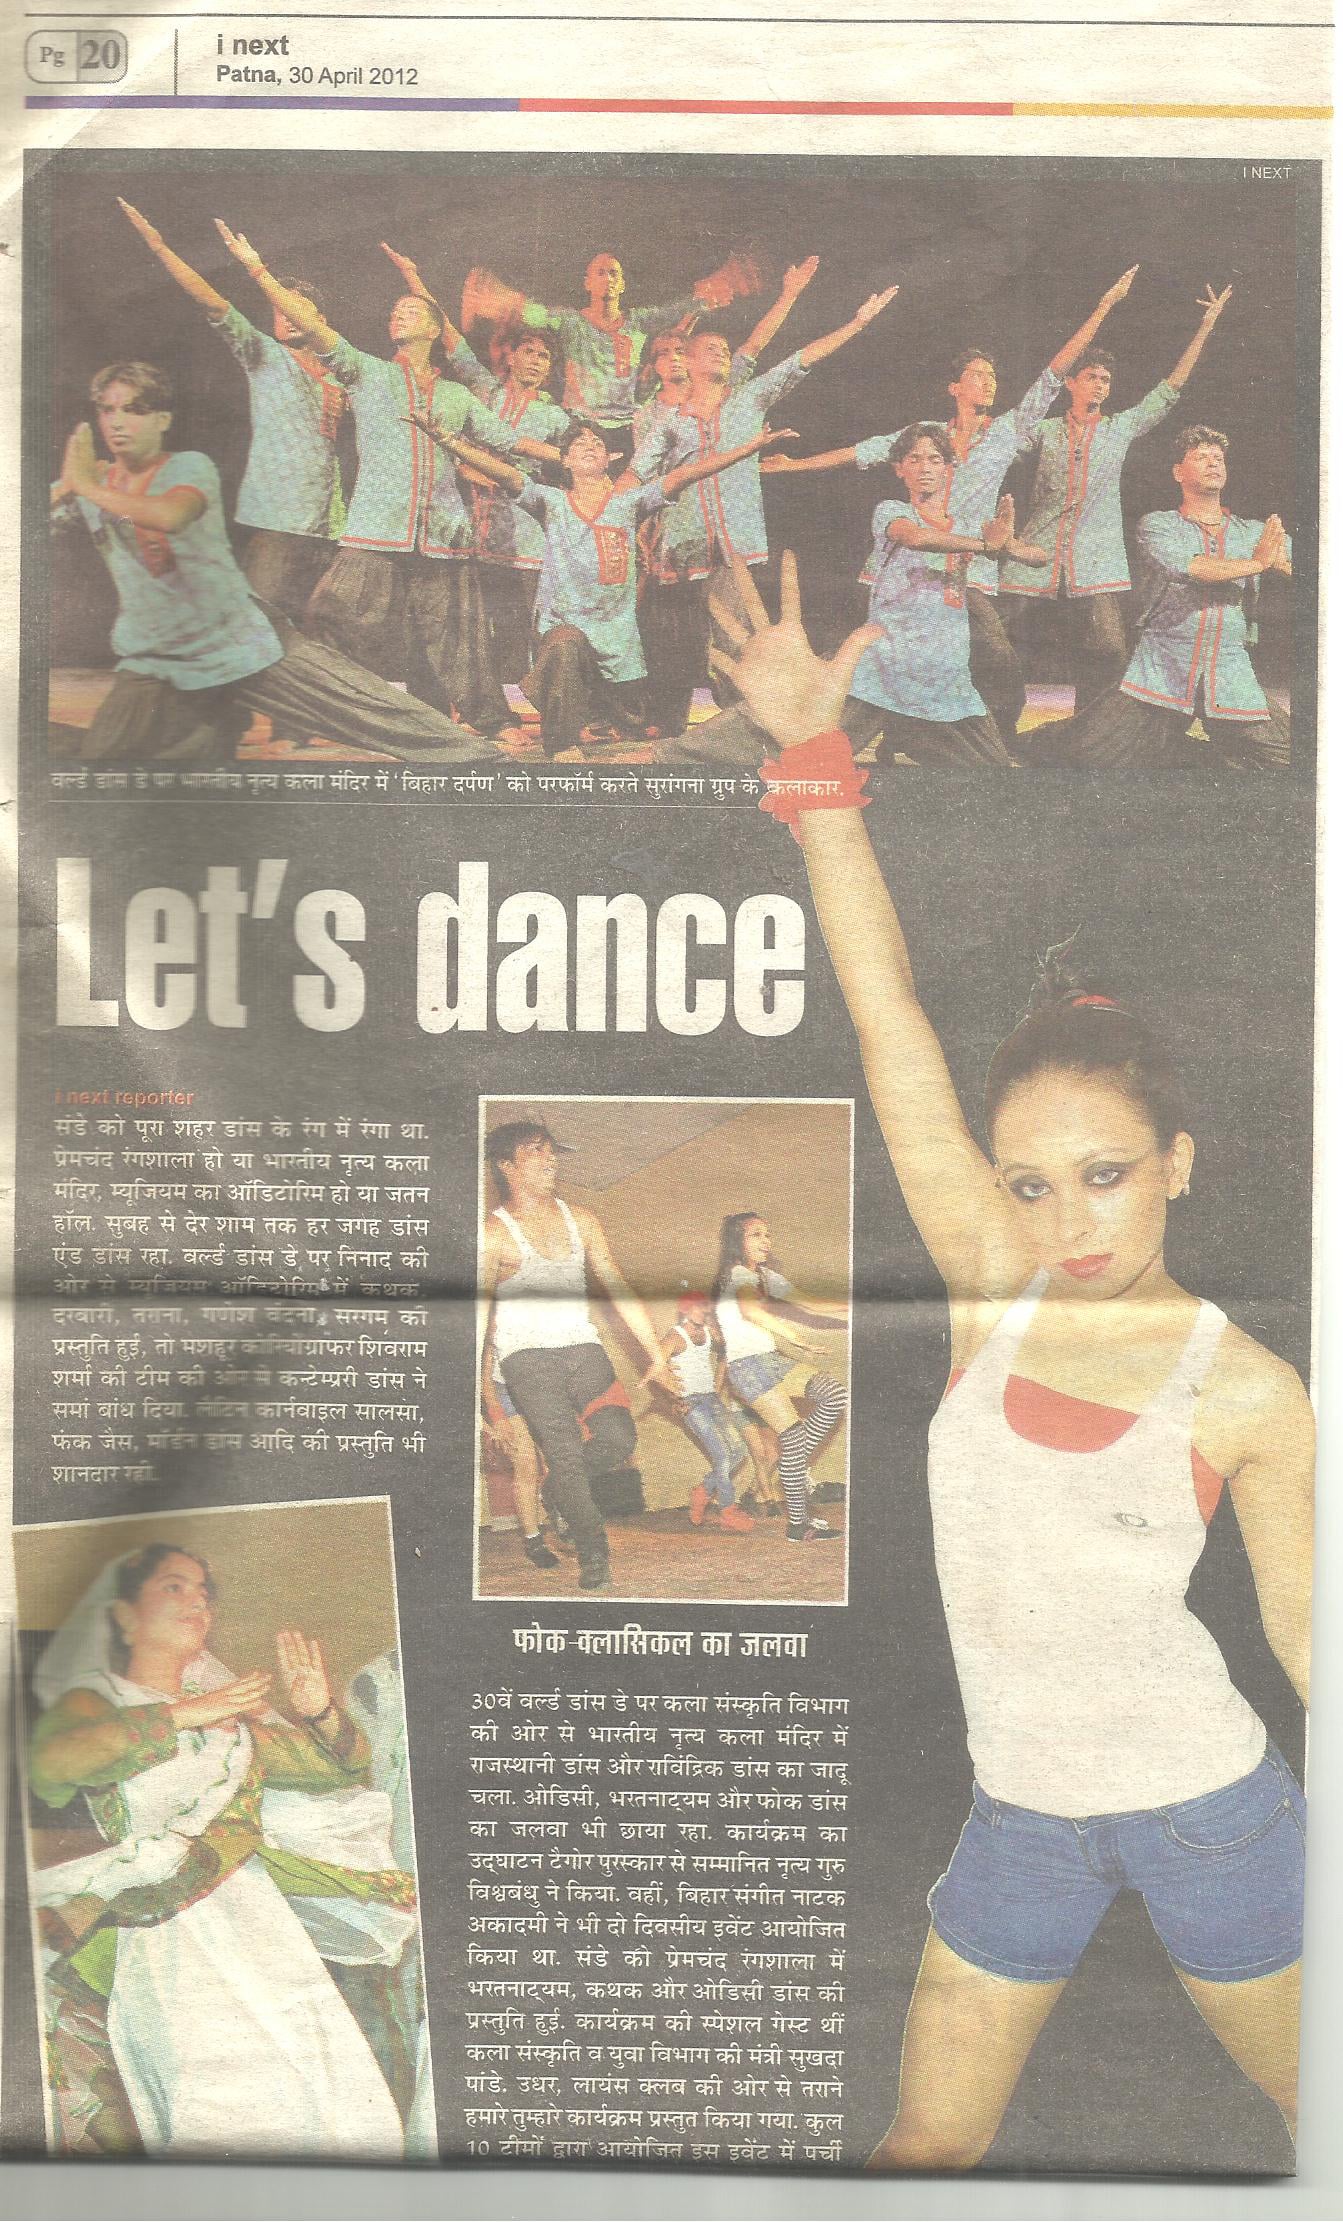 Pg 20
i next
Patna, 30 April 2012
I NEXT
वर्ल्ड डांस डे पर भारतीय नृत्य कला मंदिर में 'बिहार दर्पण' को परफॉर्म करते सुरांगना ग्रुप के कलाकार.
Let's dance
i next reporter
संडे को पूरा शहर डांस के रंग में रंगा था.
प्रेमचंद रंगशाला हो या भारतीय नृत्य कला
मंदिर, म्यूजियम का ऑडिटोरिम हो या जतन
हॉल. सुबह से देर शाम तक हर जगह डांस
एंड डांस रहा. वर्ल्ड डांस डे पर निनाद की
ओर से म्यूजियम ऑडिटोरिम में कथक,
दरबारी, तराना, गणेश वंदना, सरगम की
प्रस्तुति हुई, तो मशहूर कोरियोग्राफर शिवराम
शर्मा की टीम की ओर से कन्टेम्प्ररी डांस ने
समां बांध दिया. लैटिन कार्नवाइल सालसा,
फंक जैस, मॉर्डन डांस आदि की प्रस्तुति भी
शानदार रही.
फोक-क्लासिकल का जलवा
30वें वर्ल्ड डांस डे पर कला संस्कृति विभाग
की ओर से भारतीय नृत्य कला मंदिर में
राजस्थानी डांस और राविंद्रिक डांस का जादू
चला. ओडिसी, भरतनाट्यम और फोक डांस
का जलवा भी छाया रहा. कार्यक्रम का
उद्घाटन टैगोर पुरस्कार से सम्मानित नृत्य गुरु
विश्वबंधु ने किया. वहीं, बिहार संगीत नाटक
अकादमी ने भी दो दिवसीय इवेंट आयोजित
किया था. संडे की प्रेमचंद रंगशाला में
भरतनाट्यम, कथक और ओडिसी डांस की
प्रस्तुति हुई. कार्यक्रम की स्पेशल गेस्ट थीं
कला संस्कृति व युवा विभाग की मंत्री सुखदा
पांडे. उधर, लायंस क्लब की ओर से तराने
हमारे तुम्हारे कार्यक्रम प्रस्तुत किया गया. कुल
10 टीमों द्वारा आयोजित इस इवेंट में पर्ची